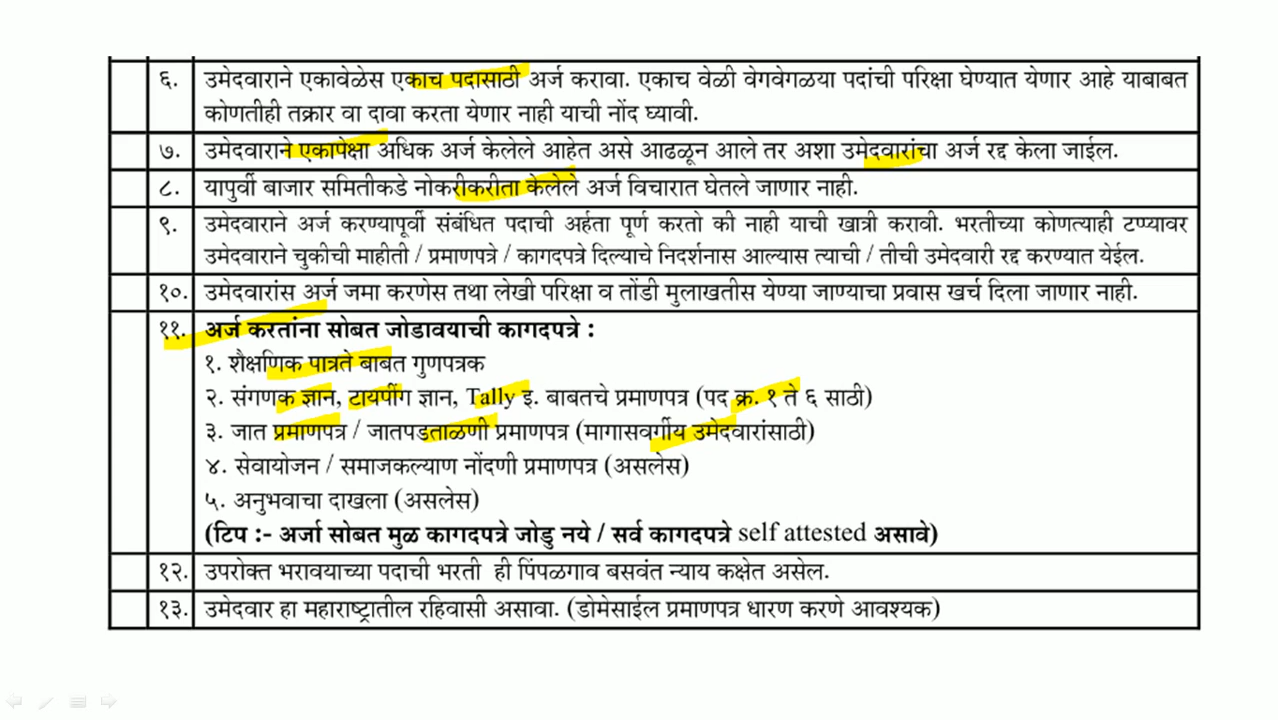 ६. उमेदवाराने एकावेळेस एकाच पदासाठी अर्ज करावा. एकाच वेळी वेगवेगळया पदांची परिक्षा घेण्यात येणार आहे याबाबत
कोणतीही तक्रार वा दावा करता येणार नाही याची नोंद घ्यावी.
७. उमेदवाराने एकापेक्षा अधिक अर्ज केलेले आहेत असे आढळून आले तर अशा उमेदवारांचा अर्ज रद्द केला जाईल.
८. यापुर्वी बाजार समितीकडे नोकरीकरीता केलेले अर्ज विचारात घेतले जाणार नाही.
९. उमेदवाराने अर्ज करण्यापूर्वी संबंधित पदाची अर्हता पूर्ण करतो की नाही याची खात्री करावी. भरतीच्या कोणत्याही टप्प्यावर
उमेदवाराने चुकीची माहीती / प्रमाणपत्रे / कागदपत्रे दिल्याचे निदर्शनास आल्यास त्याची / तीची उमेदवारी रद्द करण्यात येईल.
१०. उमेदवारांस अर्ज जमा करणेस तथा लेखी परिक्षा व तोंडी मुलाखतीस येण्या जाण्याचा प्रवास खर्च दिला जाणार नाही.
११. अर्ज करतांना सोबत जोडावयाची कागदपत्रे :
१. शैक्षणिक पात्रते बाबत गुणपत्रक
२. संगणक ज्ञान, टायपींग ज्ञान, Tally इ. बाबतचे प्रमाणपत्र (पद क्र. १ ते ६ साठी)
३. जात प्रमाणपत्र / जातपडताळणी प्रमाणपत्र (मागासवर्गीय उमेदवारांसाठी)
४. सेवायोजन / समाजकल्याण नोंदणी प्रमाणपत्र (असलेस)
५. अनुभवाचा दाखला (असलेस)
(टिप :- अर्जा सोबत मुळ कागदपत्रे जोडु नये / सर्व कागदपत्रे self attested असावे)
१२. उपरोक्त भरावयाच्या पदाची भरती ही पिंपळगाव बसवंत न्याय कक्षेत असेल.
१३. उमेदवार हा महाराष्ट्रातील रहिवासी असावा. (डोमेसाईल प्रमाणपत्र धारण करणे आवश्यक)